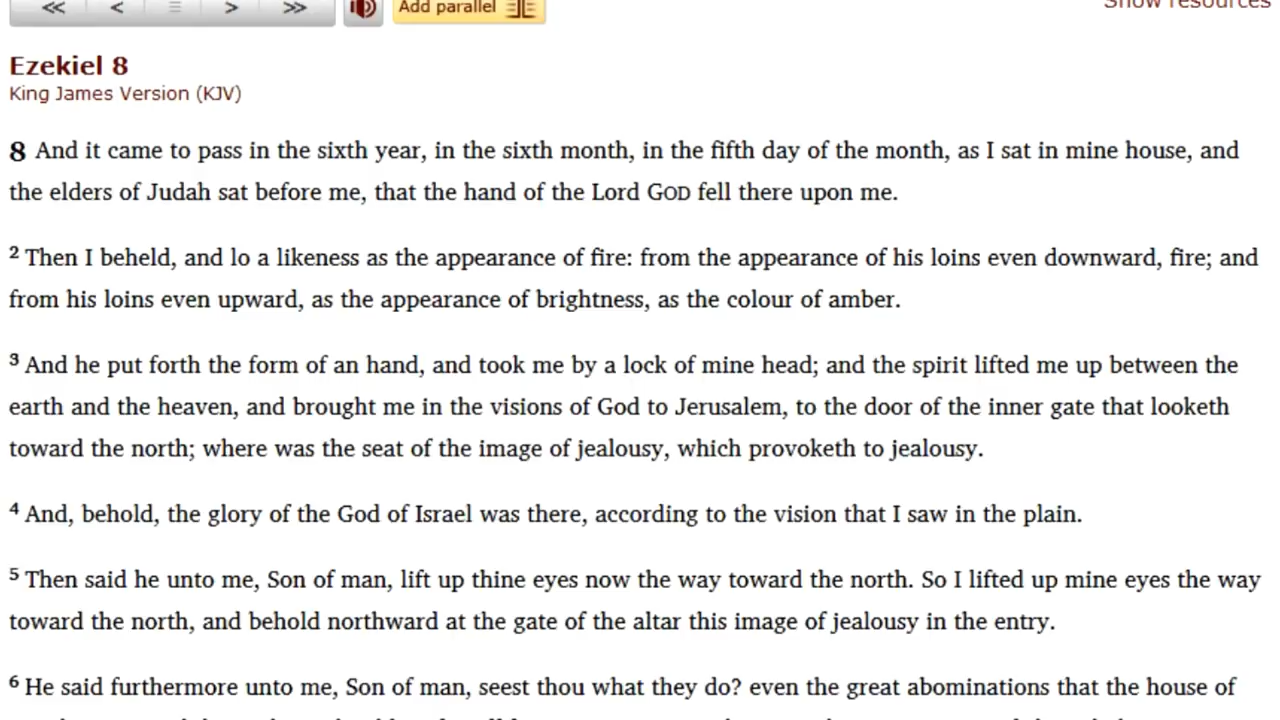 << < ≡ > >> Add parallel Show resources
Ezekiel 8
King James Version (KJV)
8 And it came to pass in the sixth year, in the sixth month, in the fifth day of the month, as I sat in mine house, and
the elders of Judah sat before me, that the hand of the Lord GOD fell there upon me.
2 Then I beheld, and lo a likeness as the appearance of fire: from the appearance of his loins even downward, fire; and
from his loins even upward, as the appearance of brightness, as the colour of amber.
3 And he put forth the form of an hand, and took me by a lock of mine head; and the spirit lifted me up between the
earth and the heaven, and brought me in the visions of God to Jerusalem, to the door of the inner gate that looketh
toward the north; where was the seat of the image of jealousy, which provoketh to jealousy.
4 And, behold, the glory of the God of Israel was there, according to the vision that I saw in the plain.
5 Then said he unto me, Son of man, lift up thine eyes now the way toward the north. So I lifted up mine eyes the way
toward the north, and behold northward at the gate of the altar this image of jealousy in the entry.
6 He said furthermore unto me, Son of man, seest thou what they do? even the great abominations that the house of